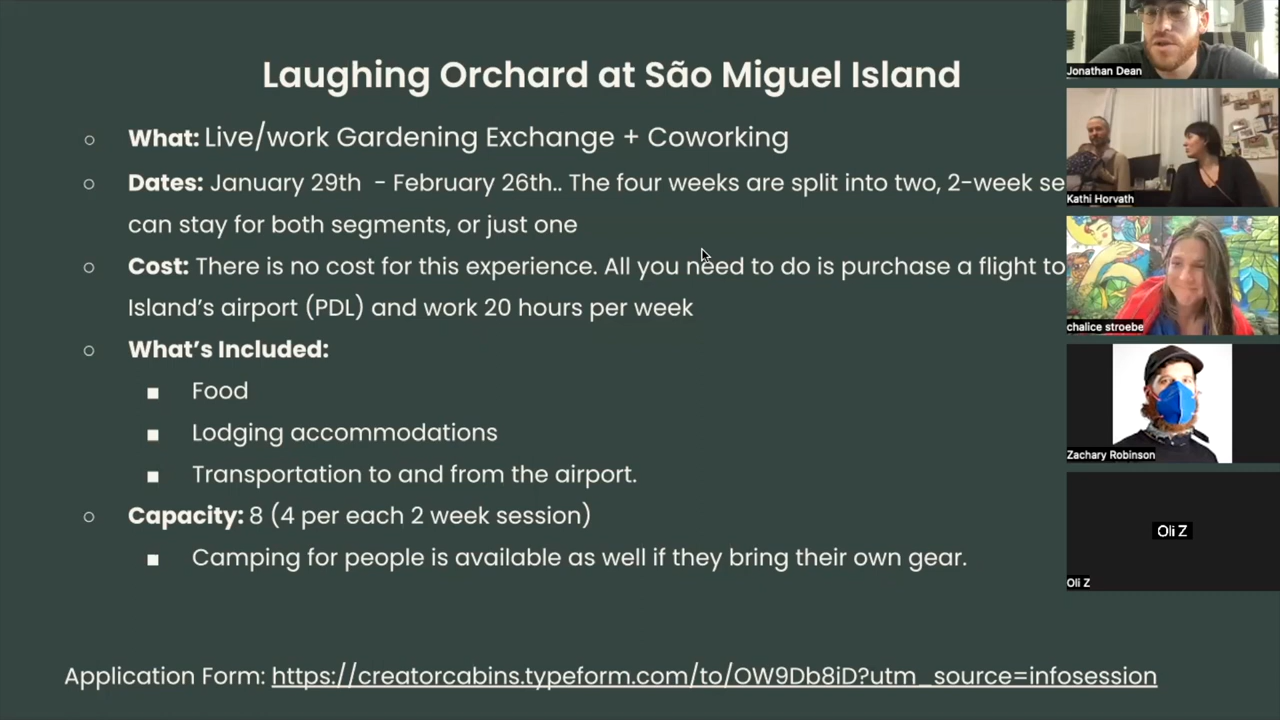 Laughing Orchard at São Miguel Island
What: Live/work Gardening Exchange + Coworking
Dates: January 29th - February 26th.. The four weeks are split into two, 2-week
can stay for both segments, or just one
Cost: There is no cost for this experience. All you need to do is purchase a flight to
Island's airport (PDL) and work 20 hours per week
What's Included:
Food
Lodging accommodations
Transportation to and from the airport.
Capacity: 8 (4 per each 2 week session)
Camping for people is available as well if they bring their own gear.
Application Form: https://creatorcabins.typeform.com/to/OW9Db8iD?utm_source=infosession
Jonathan Dean
Kathi Horvath
chalice stroebe
Zachary Robinson
Oli Z
Oli Z